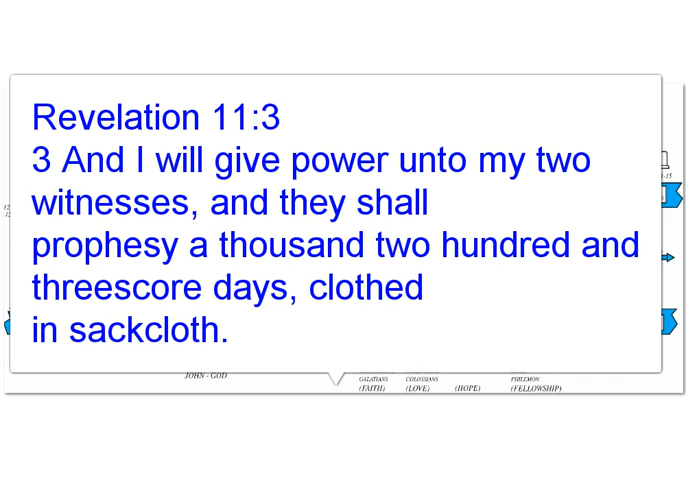 Revelation 11:3
3 And I will give power unto my two
witnesses, and they shall
prophesy a thousand two hundred and
threescore days, clothed
in sackcloth.
JOHN - GOD
GALATIANS COLOSSIANS PHILEMON
(FAITH) (LOVE) (HOPE) (FELLOWSHIP)